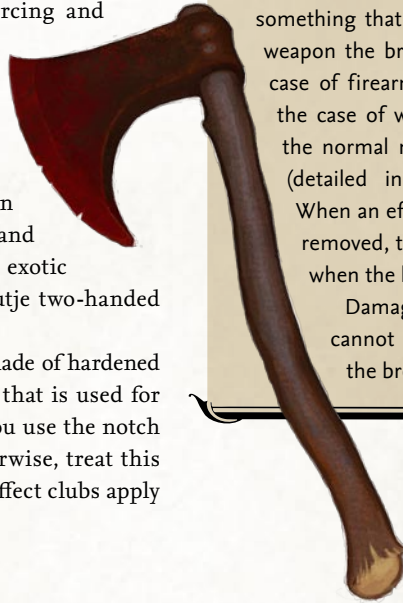 rcing and
n
and
exotic
utje two-handed
ade of hardened
that is used for
ou use the notch
rwise, treat this
ffect clubs apply
something that
weapon the br
case of firearr
the case of w
the normal r
(detailed in
When an ef
removed, t
when the l
Damag
cannot
the br